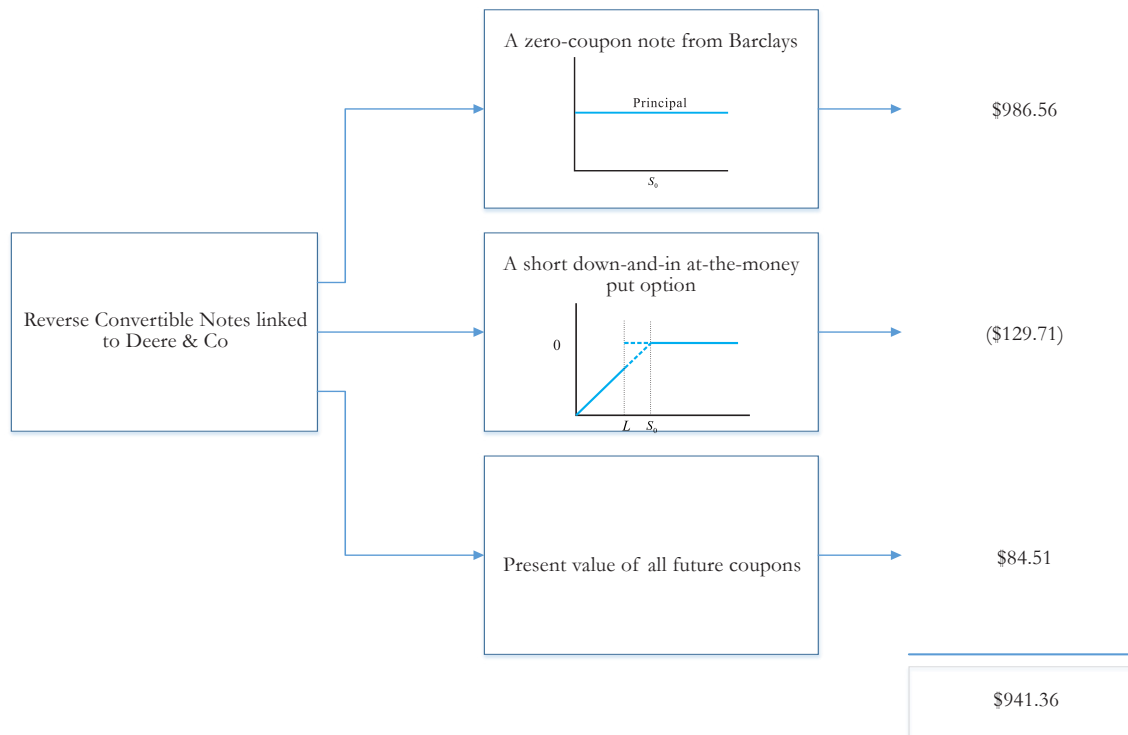 A zero-coupon note from Barclays
Principal
S₀
$986.56
Reverse Convertible Notes linked
to Deere & Co
A short down-and-in at-the-money
put option
0
L S₀
($129.71)
Present value of all future coupons
$84.51
$941.36